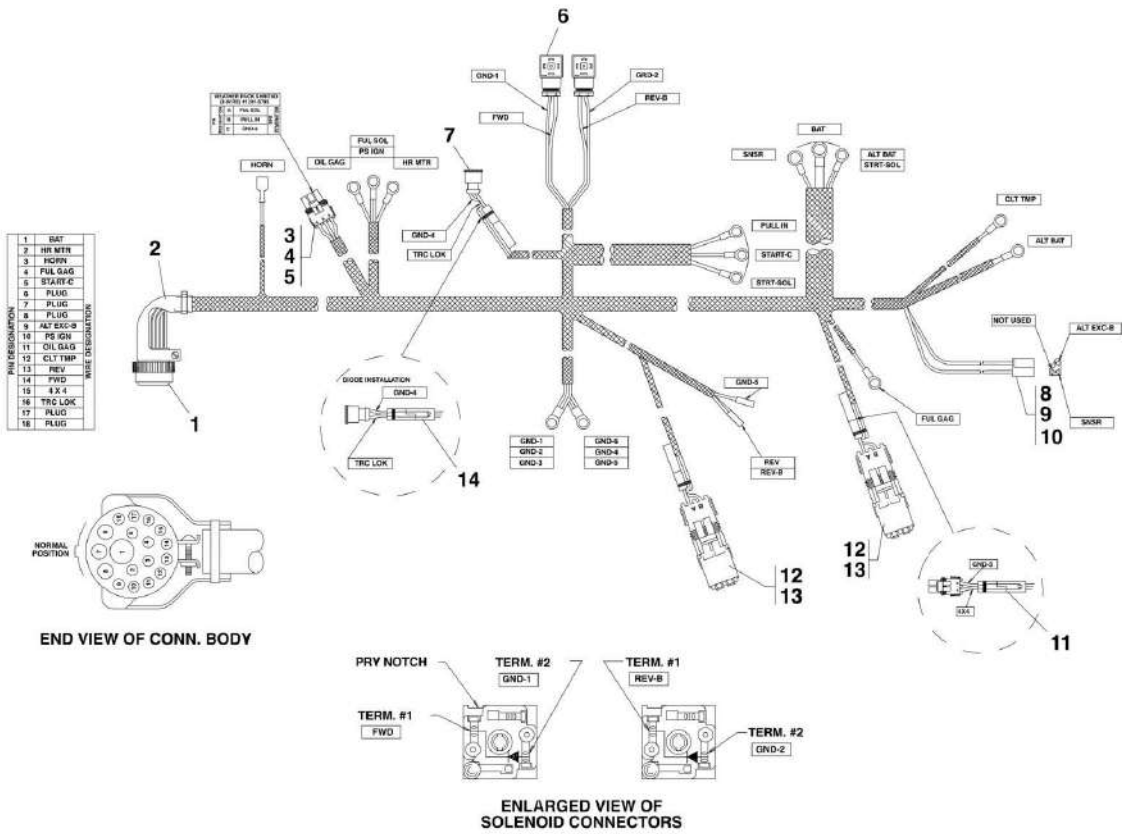 6
GND-1
GRD-2
REV-B
FWD
7
FUL SOL
PS IGN
OIL GAG
HR MTR
HORN
BAT
SNSR
ALT BAT
STRT-SOL
CLT TMP
ALT BAT
GND-4
TRC LOK
PULL IN
START-C
STRT-SOL
3
4
5
2
1
PIN DESIGNATION
WIRE DESIGNATION
1 BAT
2 HR MTR
3 HORN
4 FUL GAG
5 START-C
6 PLUG
7 PLUG
8 PLUG
9 ALT EXC-B
10 PS IGN
11 OIL GAG
12 CLT TMP
13 REV
14 FWD
15 4 X 4
16 TRC LOK
17 PLUG
18 PLUG
NOT USED
ALT EXC-B
SNSR
8
9
10
DIODE INSTALLATION
GND-4
TRC LOK
14
GND-5
FUL GAG
GND-1
GND-2
GND-3
GND-6
GND-4
GND-5
REV
REV-B
12
13
12
13
GND-3
4X4
11
NORMAL
POSITION
END VIEW OF CONN. BODY
PRY NOTCH
TERM. #2
GND-1
TERM. #1
REV-B
TERM. #1
FWD
TERM. #2
GND-2
ENLARGED VIEW OF
SOLENOID CONNECTORS